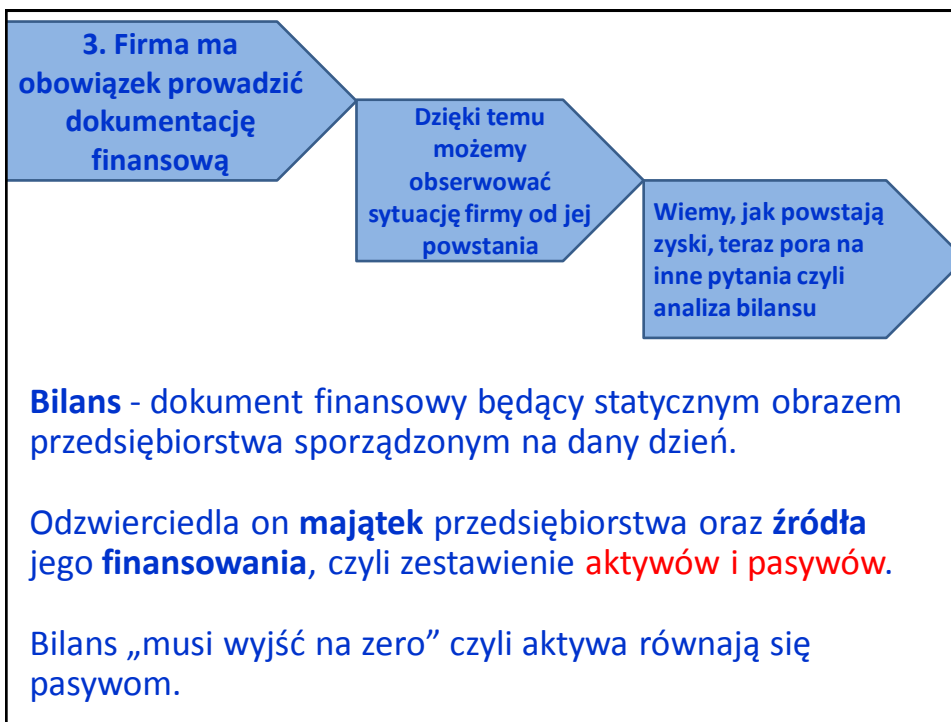 3. Firma ma
obowiązek prowadzić
dokumentację
finansową
Dzięki temu
możemy
obserwować
sytuację firmy od jej
powstania
Wiemy, jak powstają
zyski, teraz pora na
inne pytania czyli
analiza bilansu
Bilans - dokument finansowy będący statycznym obrazem
przedsiębiorstwa sporządzonym na dany dzień.
Odzwierciedla on majątek przedsiębiorstwa oraz źródła
jego finansowania, czyli zestawienie aktywów i pasywów.
Bilans „musi wyjść na zero” czyli aktywa równają się
pasywom.